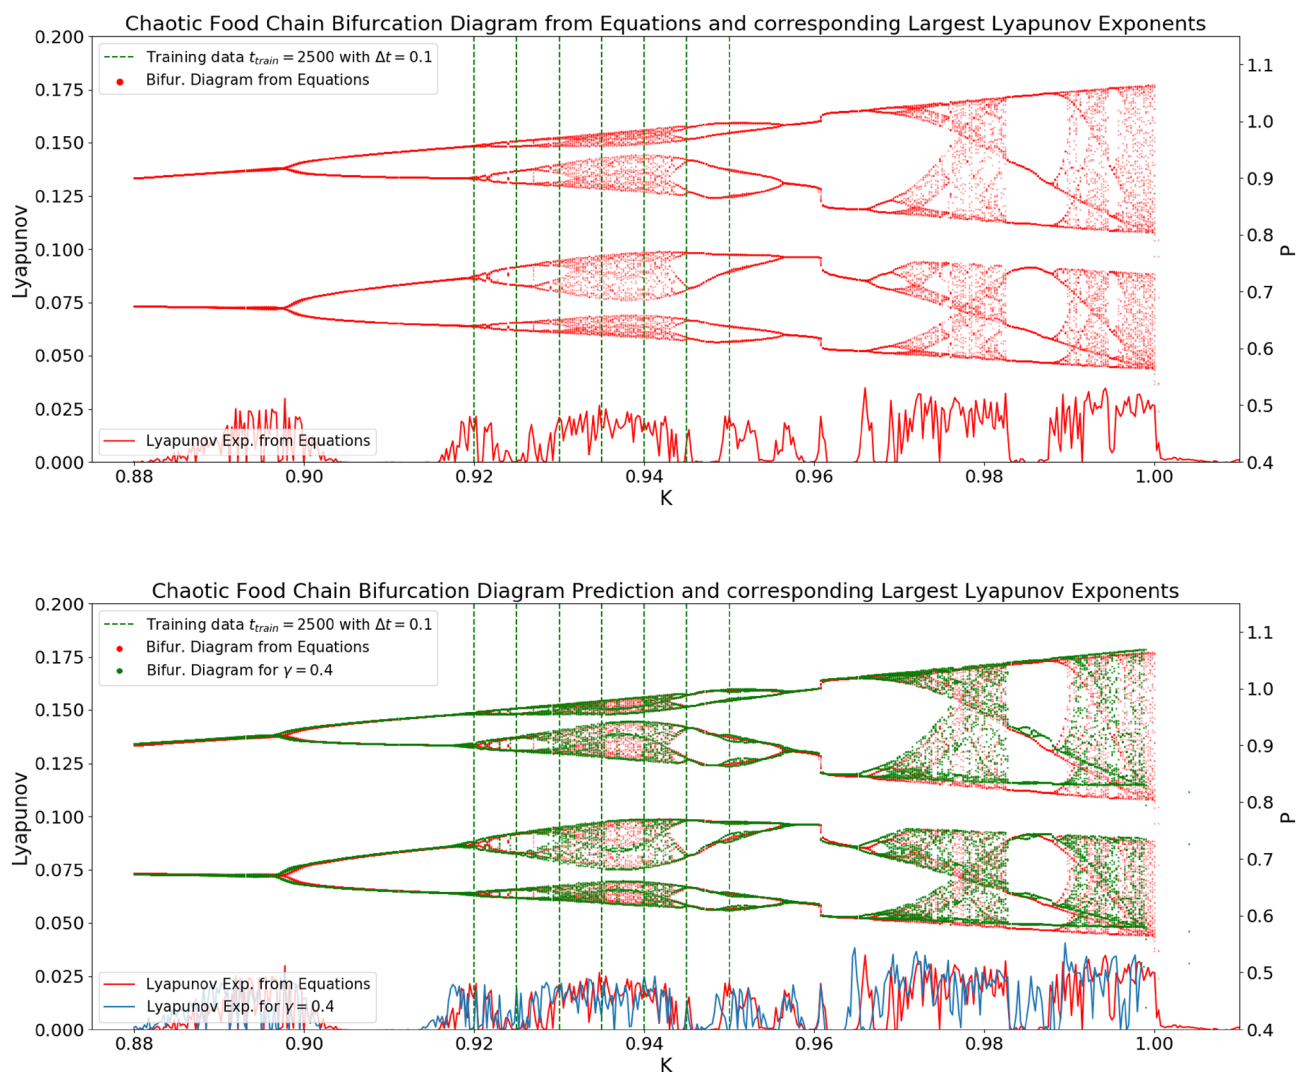 Chaotic Food Chain Bifurcation Diagram from Equations and corresponding Largest Lyapunov Exponents
Training data t_train = 2500 with Δt = 0.1
Bifur. Diagram from Equations
Lyapunov Exp. from Equations
0.200
0.175
0.150
0.125
0.100
0.075
0.050
0.025
0.000
Lyapunov
1.1
1.0
0.9
0.8
0.7
0.6
0.5
0.4
P
0.88 0.90 0.92 0.94 0.96 0.98 1.00
K
Chaotic Food Chain Bifurcation Diagram Prediction and corresponding Largest Lyapunov Exponents
Training data t_train = 2500 with Δt = 0.1
Bifur. Diagram from Equations
Bifur. Diagram for γ = 0.4
Lyapunov Exp. from Equations
Lyapunov Exp. for γ = 0.4
0.200
0.175
0.150
0.125
0.100
0.075
0.050
0.025
0.000
Lyapunov
1.1
1.0
0.9
0.8
0.7
0.6
0.5
0.4
P
0.88 0.90 0.92 0.94 0.96 0.98 1.00
K